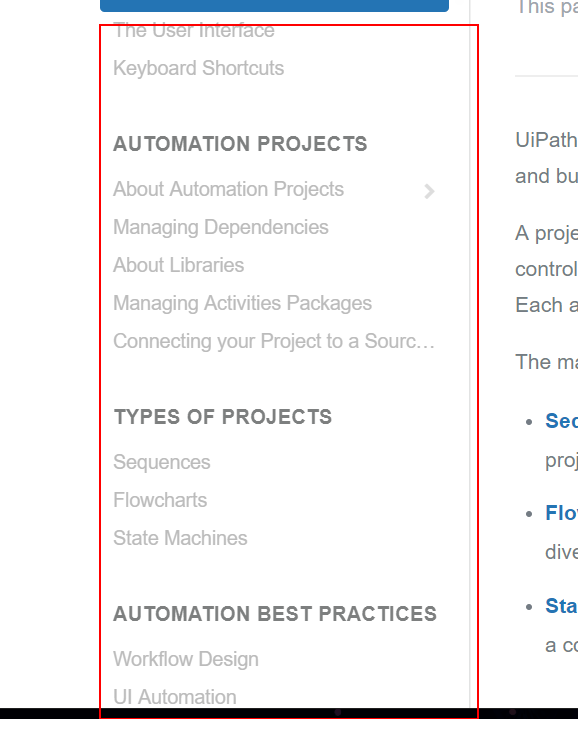 The User Interface
Keyboard Shortcuts
AUTOMATION PROJECTS
About Automation Projects
Managing Dependencies
About Libraries
Managing Activities Packages
Connecting your Project to a Sourc…
TYPES OF PROJECTS
Sequences
Flowcharts
State Machines
AUTOMATION BEST PRACTICES
Workflow Design
UI Automation
This pa
UiPath
and bu
A proje
control
Each a
The ma
Sec
proj
Flo
dive
Sta
a co